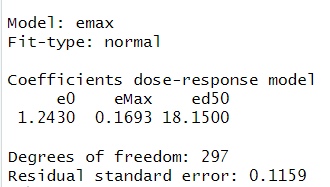 Model: emax
Fit-type: normal
Coefficients dose-response model
e0 eMax ed50
1.2430 0.1693 18.1500
Degrees of freedom: 297
Residual standard error: 0.1159